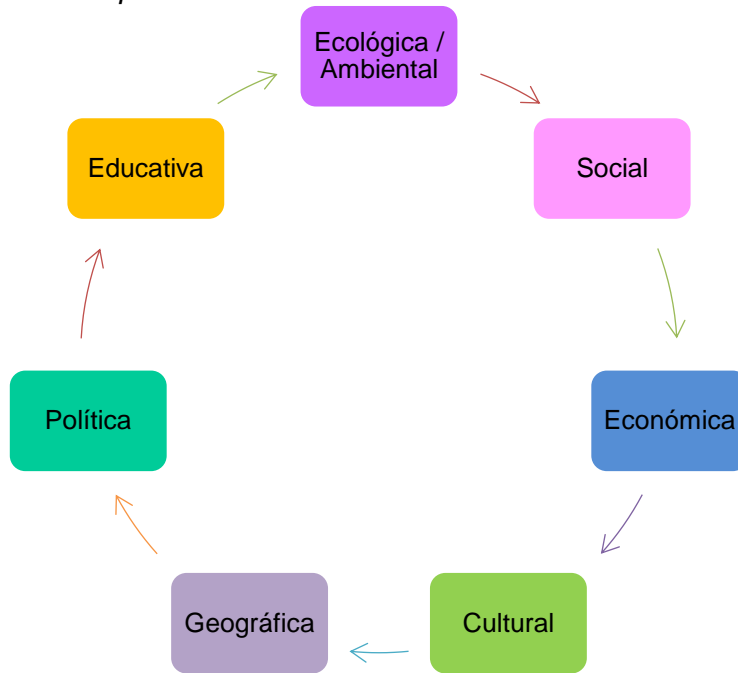 Ecológica /
Ambiental
Social
Económica
Cultural
Geográfica
Política
Educativa